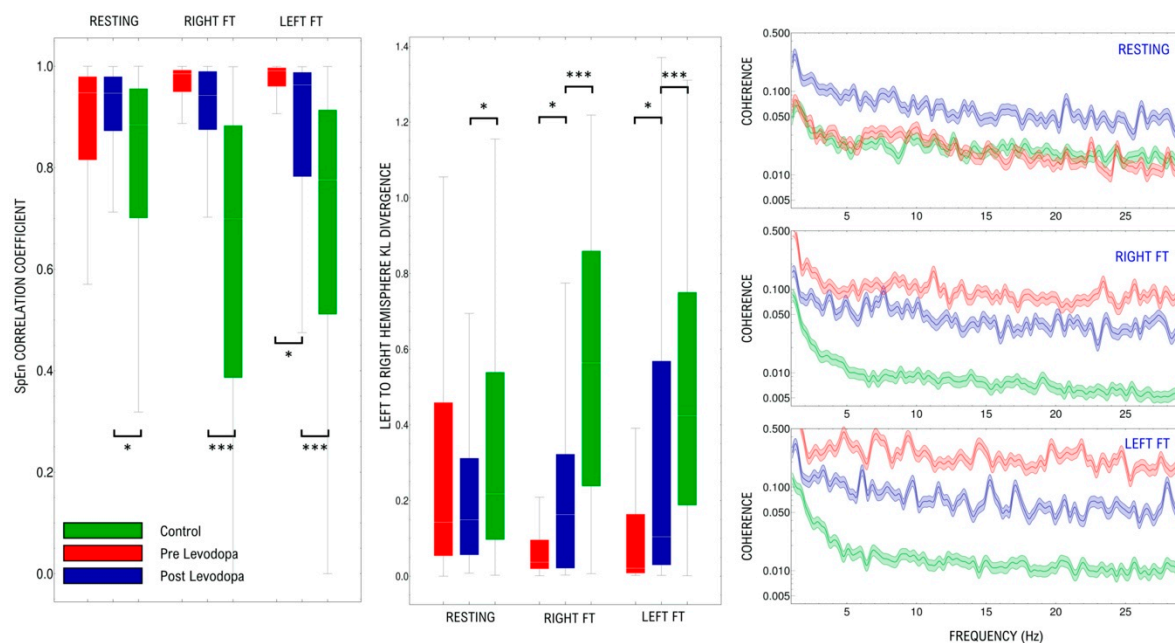 RESTING
RIGHT FT
LEFT FT
SpEn CORRELATION COEFFICIENT
1.0
0.8
0.6
0.4
0.2
0.0
*
*
***
***
Control
Pre Levodopa
Post Levodopa
LEFT TO RIGHT HEMISPHERE KL DIVERGENCE
1.4
1.2
1.0
0.8
0.6
0.4
0.2
0.0
*
*
***
*
***
RESTING
RIGHT FT
LEFT FT
COHERENCE
0.500
0.100
0.050
0.010
0.005
RESTING
5
10
15
20
25
COHERENCE
0.500
0.100
0.050
0.010
0.005
RIGHT FT
5
10
15
20
25
COHERENCE
0.500
0.100
0.050
0.010
0.005
LEFT FT
5
10
15
20
25
FREQUENCY (Hz)